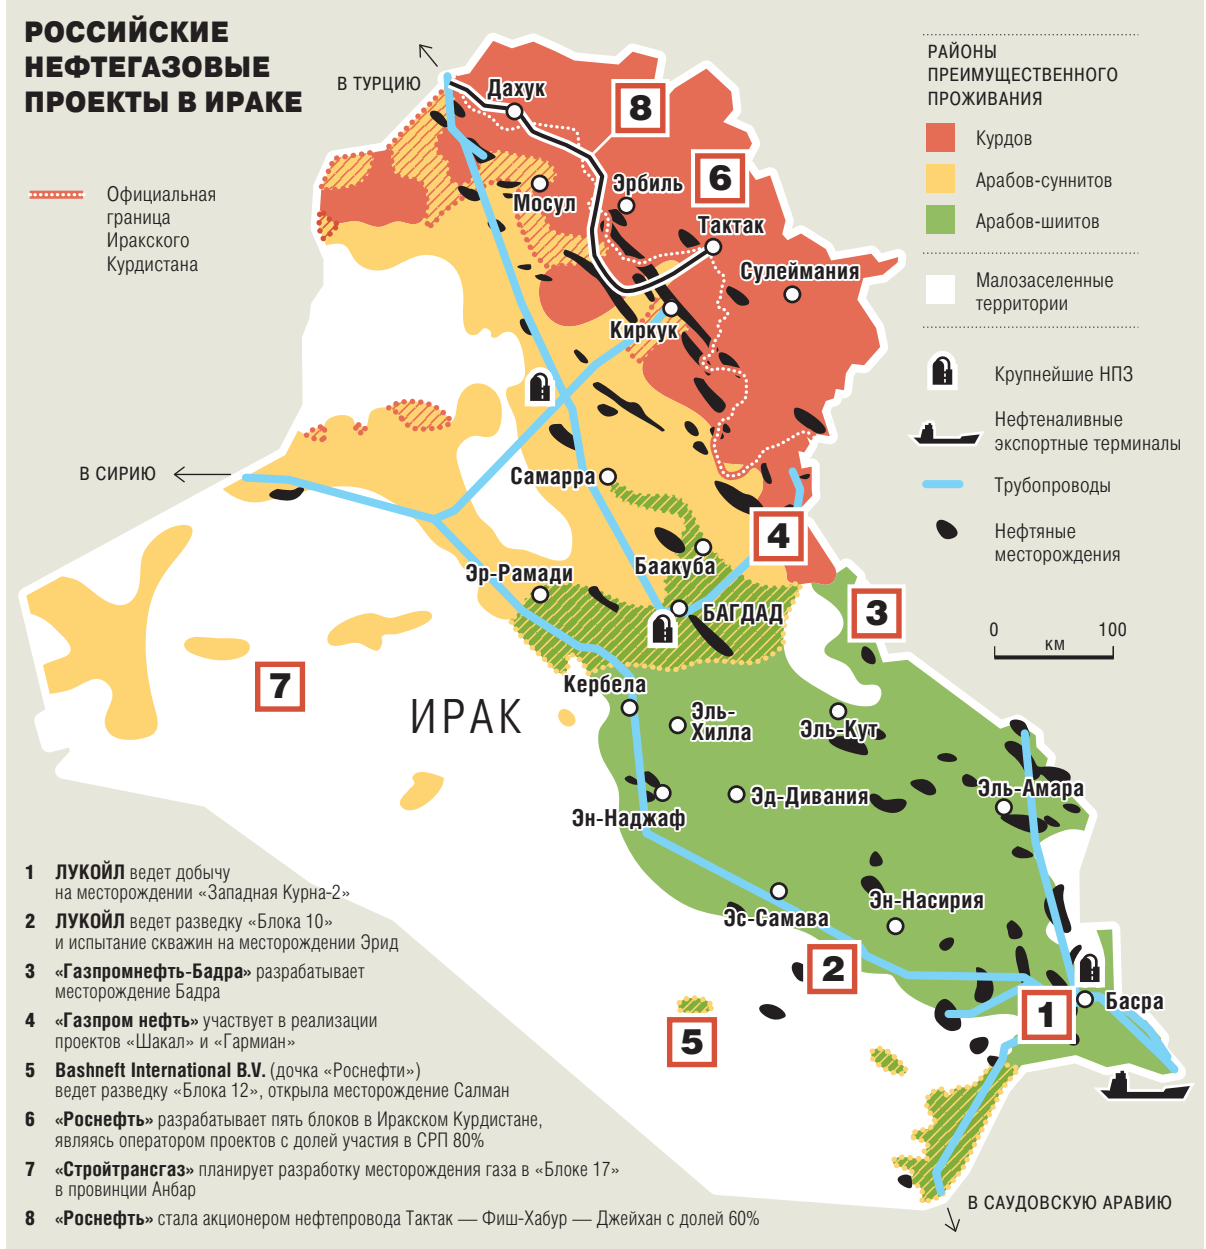 РОССИЙСКИЕ
НЕФТЕГАЗОВЫЕ
ПРОЕКТЫ В ИРАКЕ
Официальная
граница
Иракского
Курдистана
РАЙОНЫ
ПРЕИМУЩЕСТВЕННОГО
ПРОЖИВАНИЯ
Курдов
Арабов-суннитов
Арабов-шиитов
Малозаселенные
территории
Крупнейшие НПЗ
Нефтеналивные
экспортные терминалы
Трубопроводы
Нефтяные
месторождения
0 100
км
В ТУРЦИЮ
Дахук
8
6
Эрбиль
Мосул
Тактак
Сулеймания
Киркук
В СИРИЮ
Самарра
4
Баакуба
Эр-Рамади
БАГДАД
3
7
ИРАК
Кербела
Эль-
Хилла
Эль-Кут
Эд-Дивания
Эль-Амара
Эн-Наджаф
Эс-Самава
Эн-Насирия
2
1
Басра
5
В САУДОВСКУЮ АРАВИЮ
1 ЛУКОЙЛ ведет добычу
на месторождении «Западная Курна-2»
2 ЛУКОЙЛ ведет разведку «Блока 10»
и испытание скважин на месторождении Эрид
3 «Газпромнефть-Бадра» разрабатывает
месторождение Бадра
4 «Газпром нефть» участвует в реализации
проектов «Шакал» и «Гармиан»
5 Bashneft International B.V. (дочка «Роснефти»)
ведет разведку «Блока 12», открыла месторождение Салман
6 «Роснефть» разрабатывает пять блоков в Иракском Курдистане,
являясь оператором проектов с долей участия в СРП 80%
7 «Стройтрансгаз» планирует разработку месторождения газа в «Блоке 17»
в провинции Анбар
8 «Роснефть» стала акционером нефтепровода Тактак — Фиш-Хабур — Джейхан с долей 60%